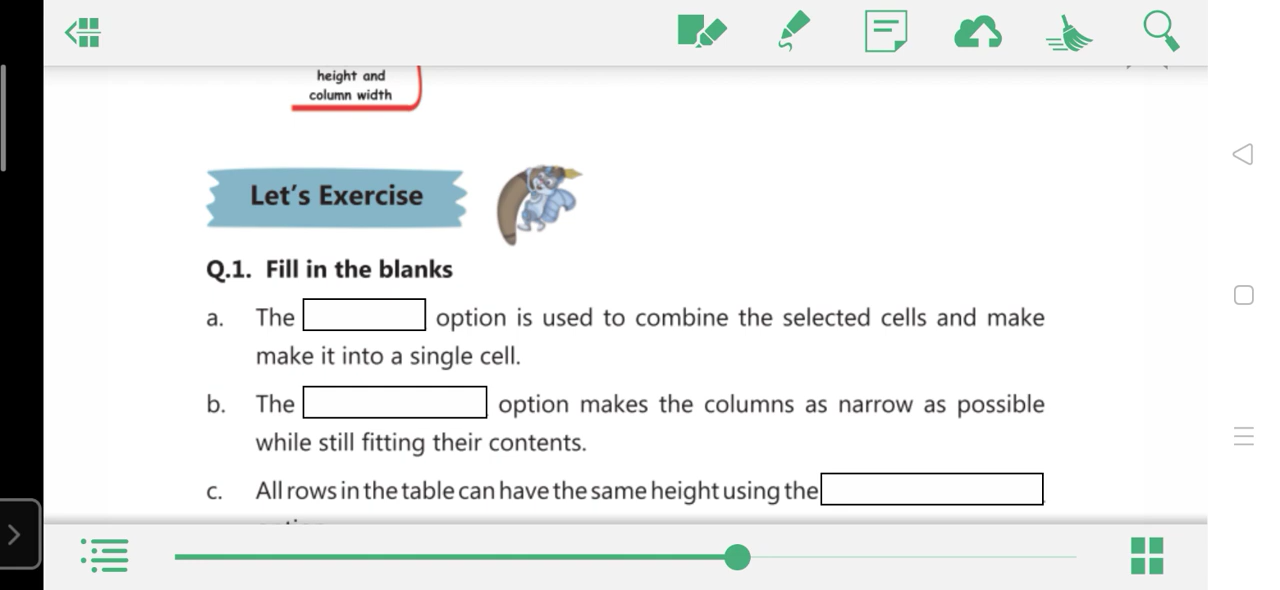 height and
column width
Let's Exercise
Q.1. Fill in the blanks
a. The option is used to combine the selected cells and make
make it into a single cell.
b. The option makes the columns as narrow as possible
while still fitting their contents.
c. All rows in the table can have the same height using the